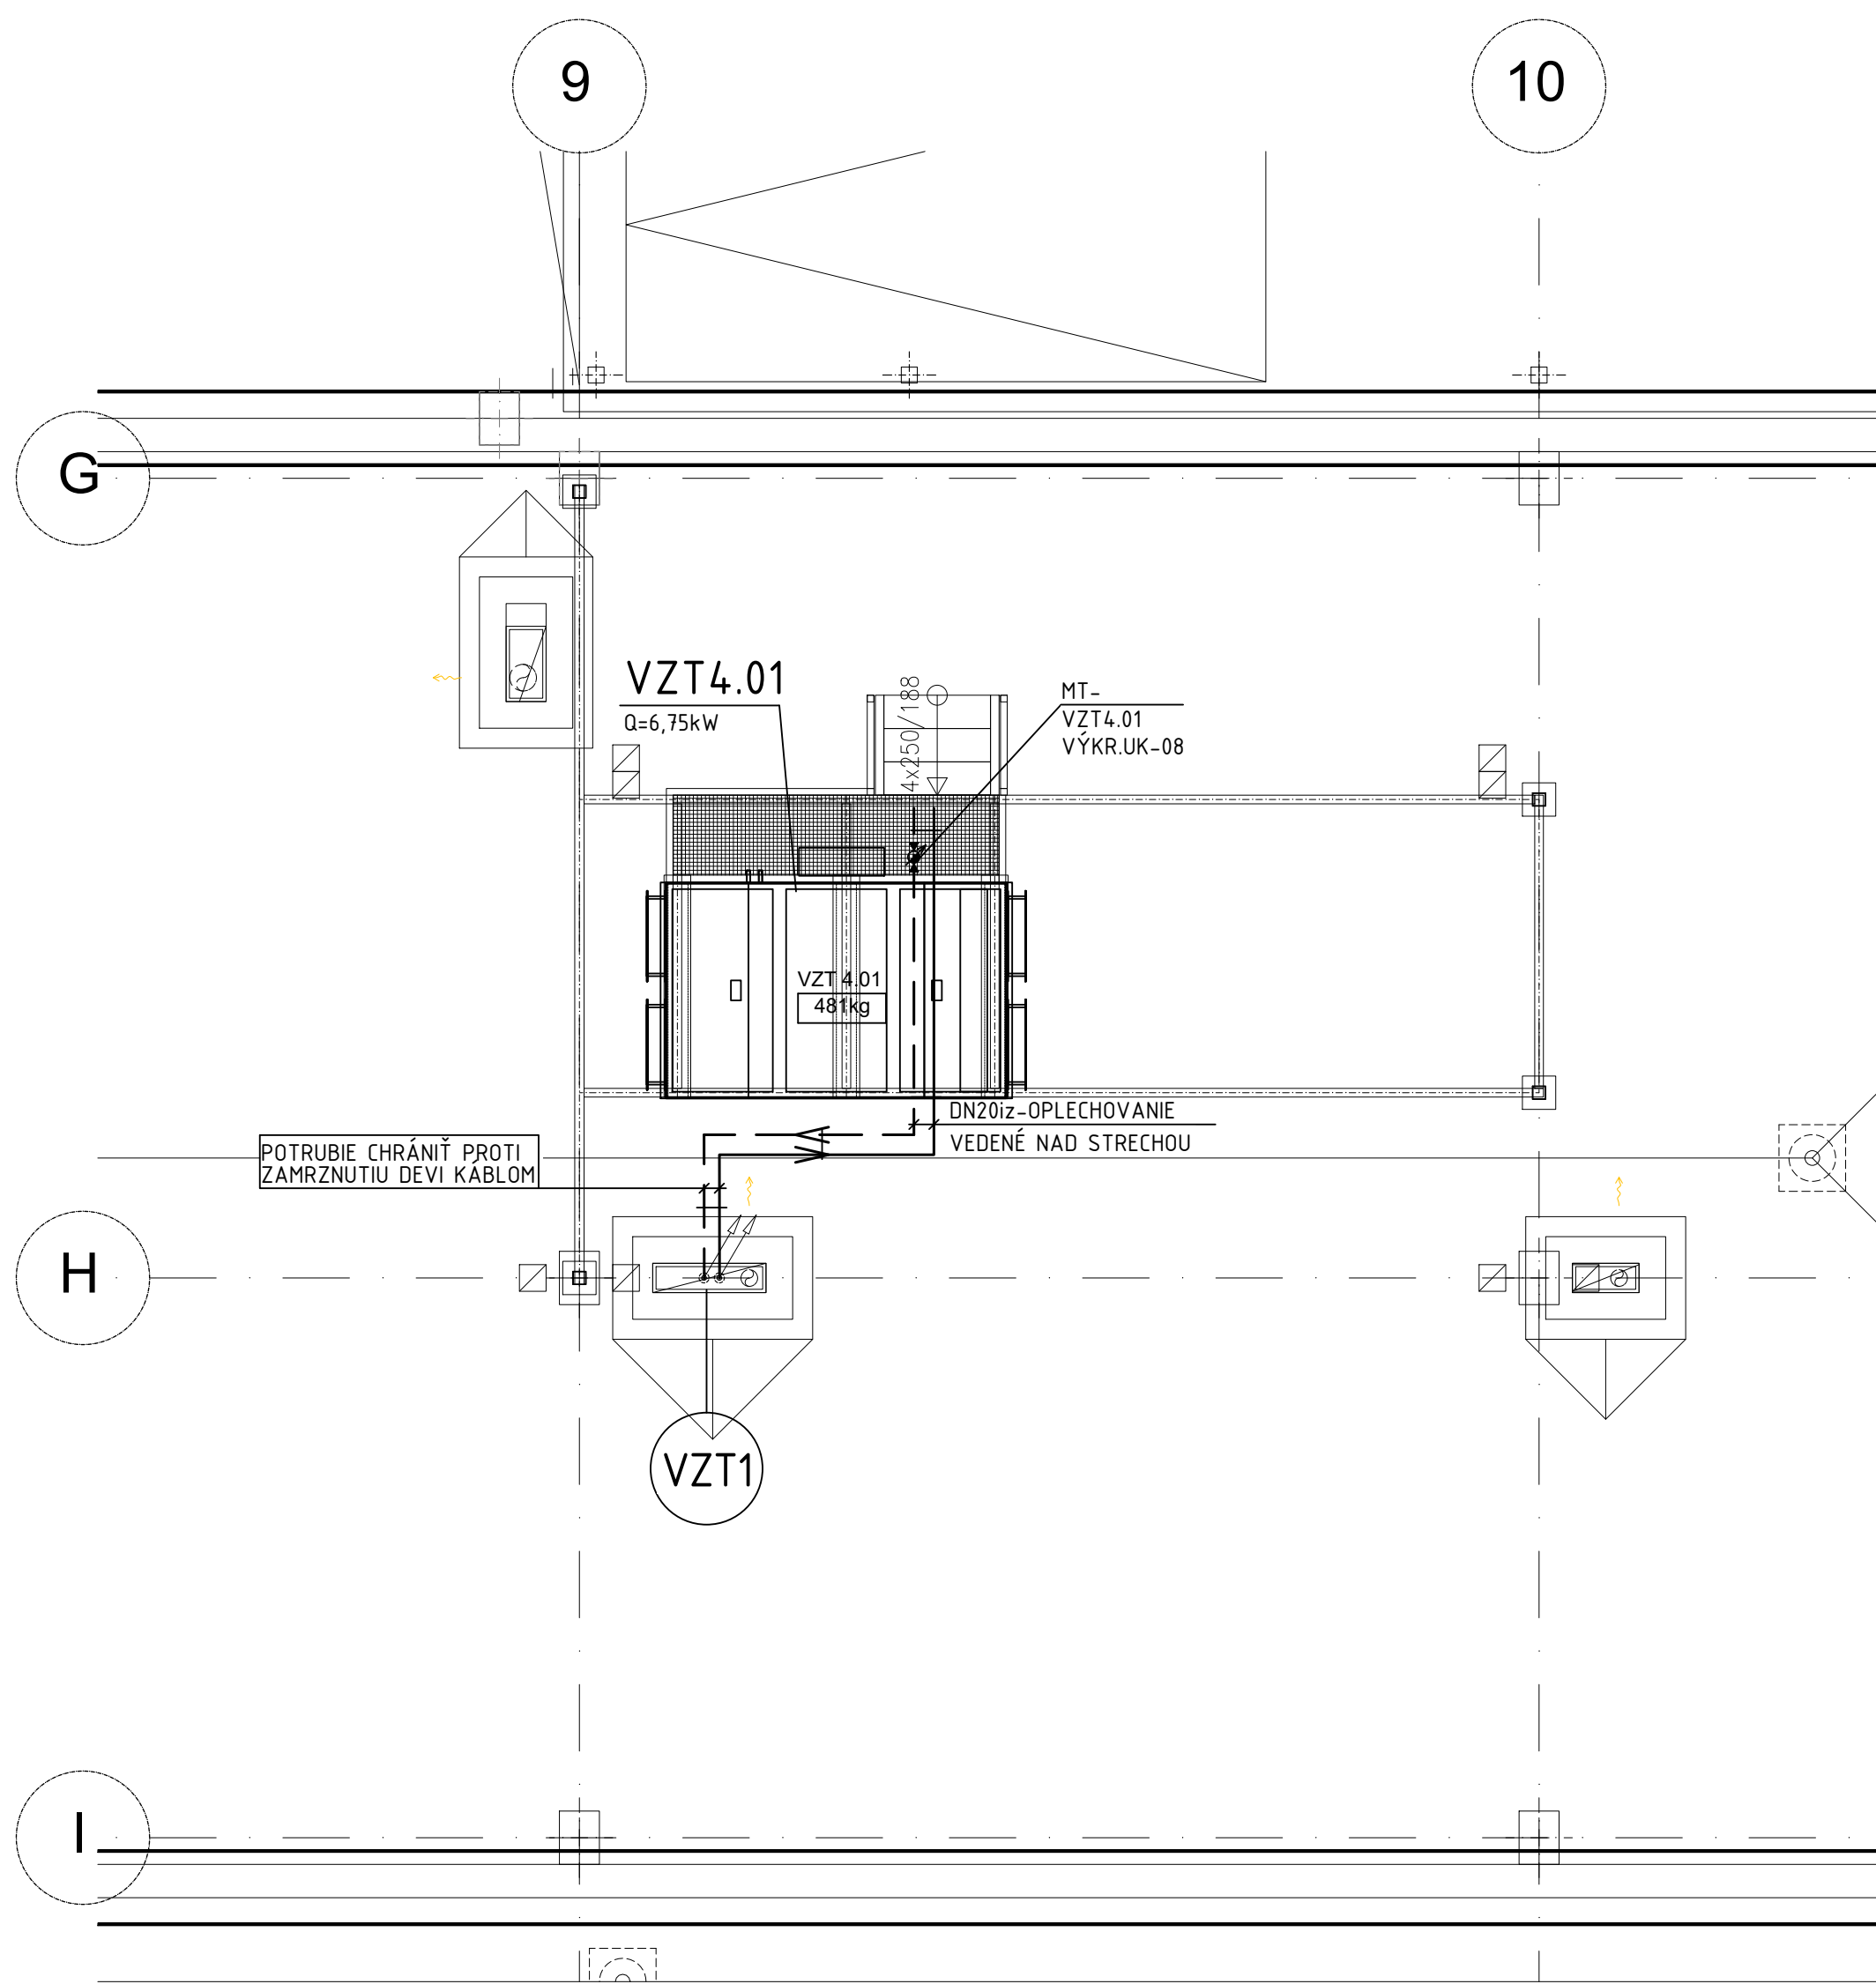 9
10
G
VZT4.01
Q=6,75kW
4x250/188
MT-
VZT4.01
VÝKR.UK-08
VZT 4.01
481kg
DN20iz-OPLECHOVANIE
VEDENÉ NAD STRECHOU
POTRUBIE CHRÁNIŤ PROTI
ZAMRZNUTIU DEVI KÁBLOM
H
VZT1
I